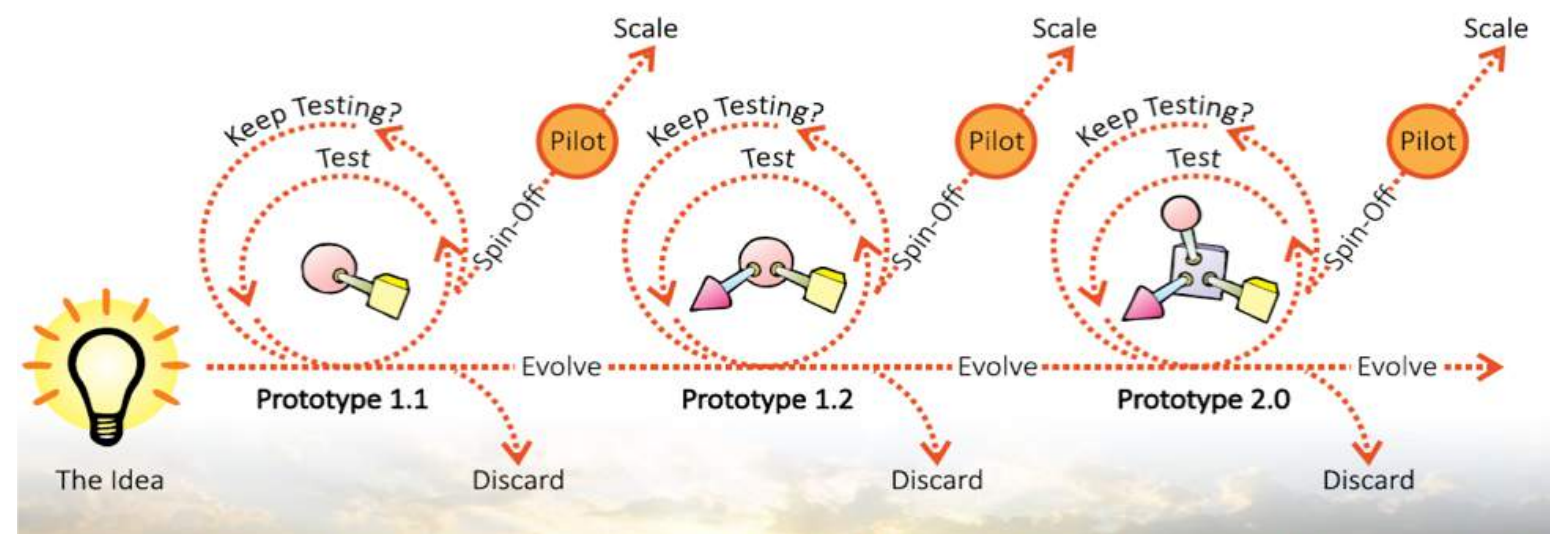 Scale
Keep Testing?
Test
Pilot
Spin-Off
Evolve
Prototype 1.1
Discard
Scale
Keep Testing?
Test
Pilot
Spin-Off
Evolve
Prototype 1.2
Discard
Scale
Keep Testing?
Test
Pilot
Spin-Off
Evolve
Prototype 2.0
Discard
The Idea